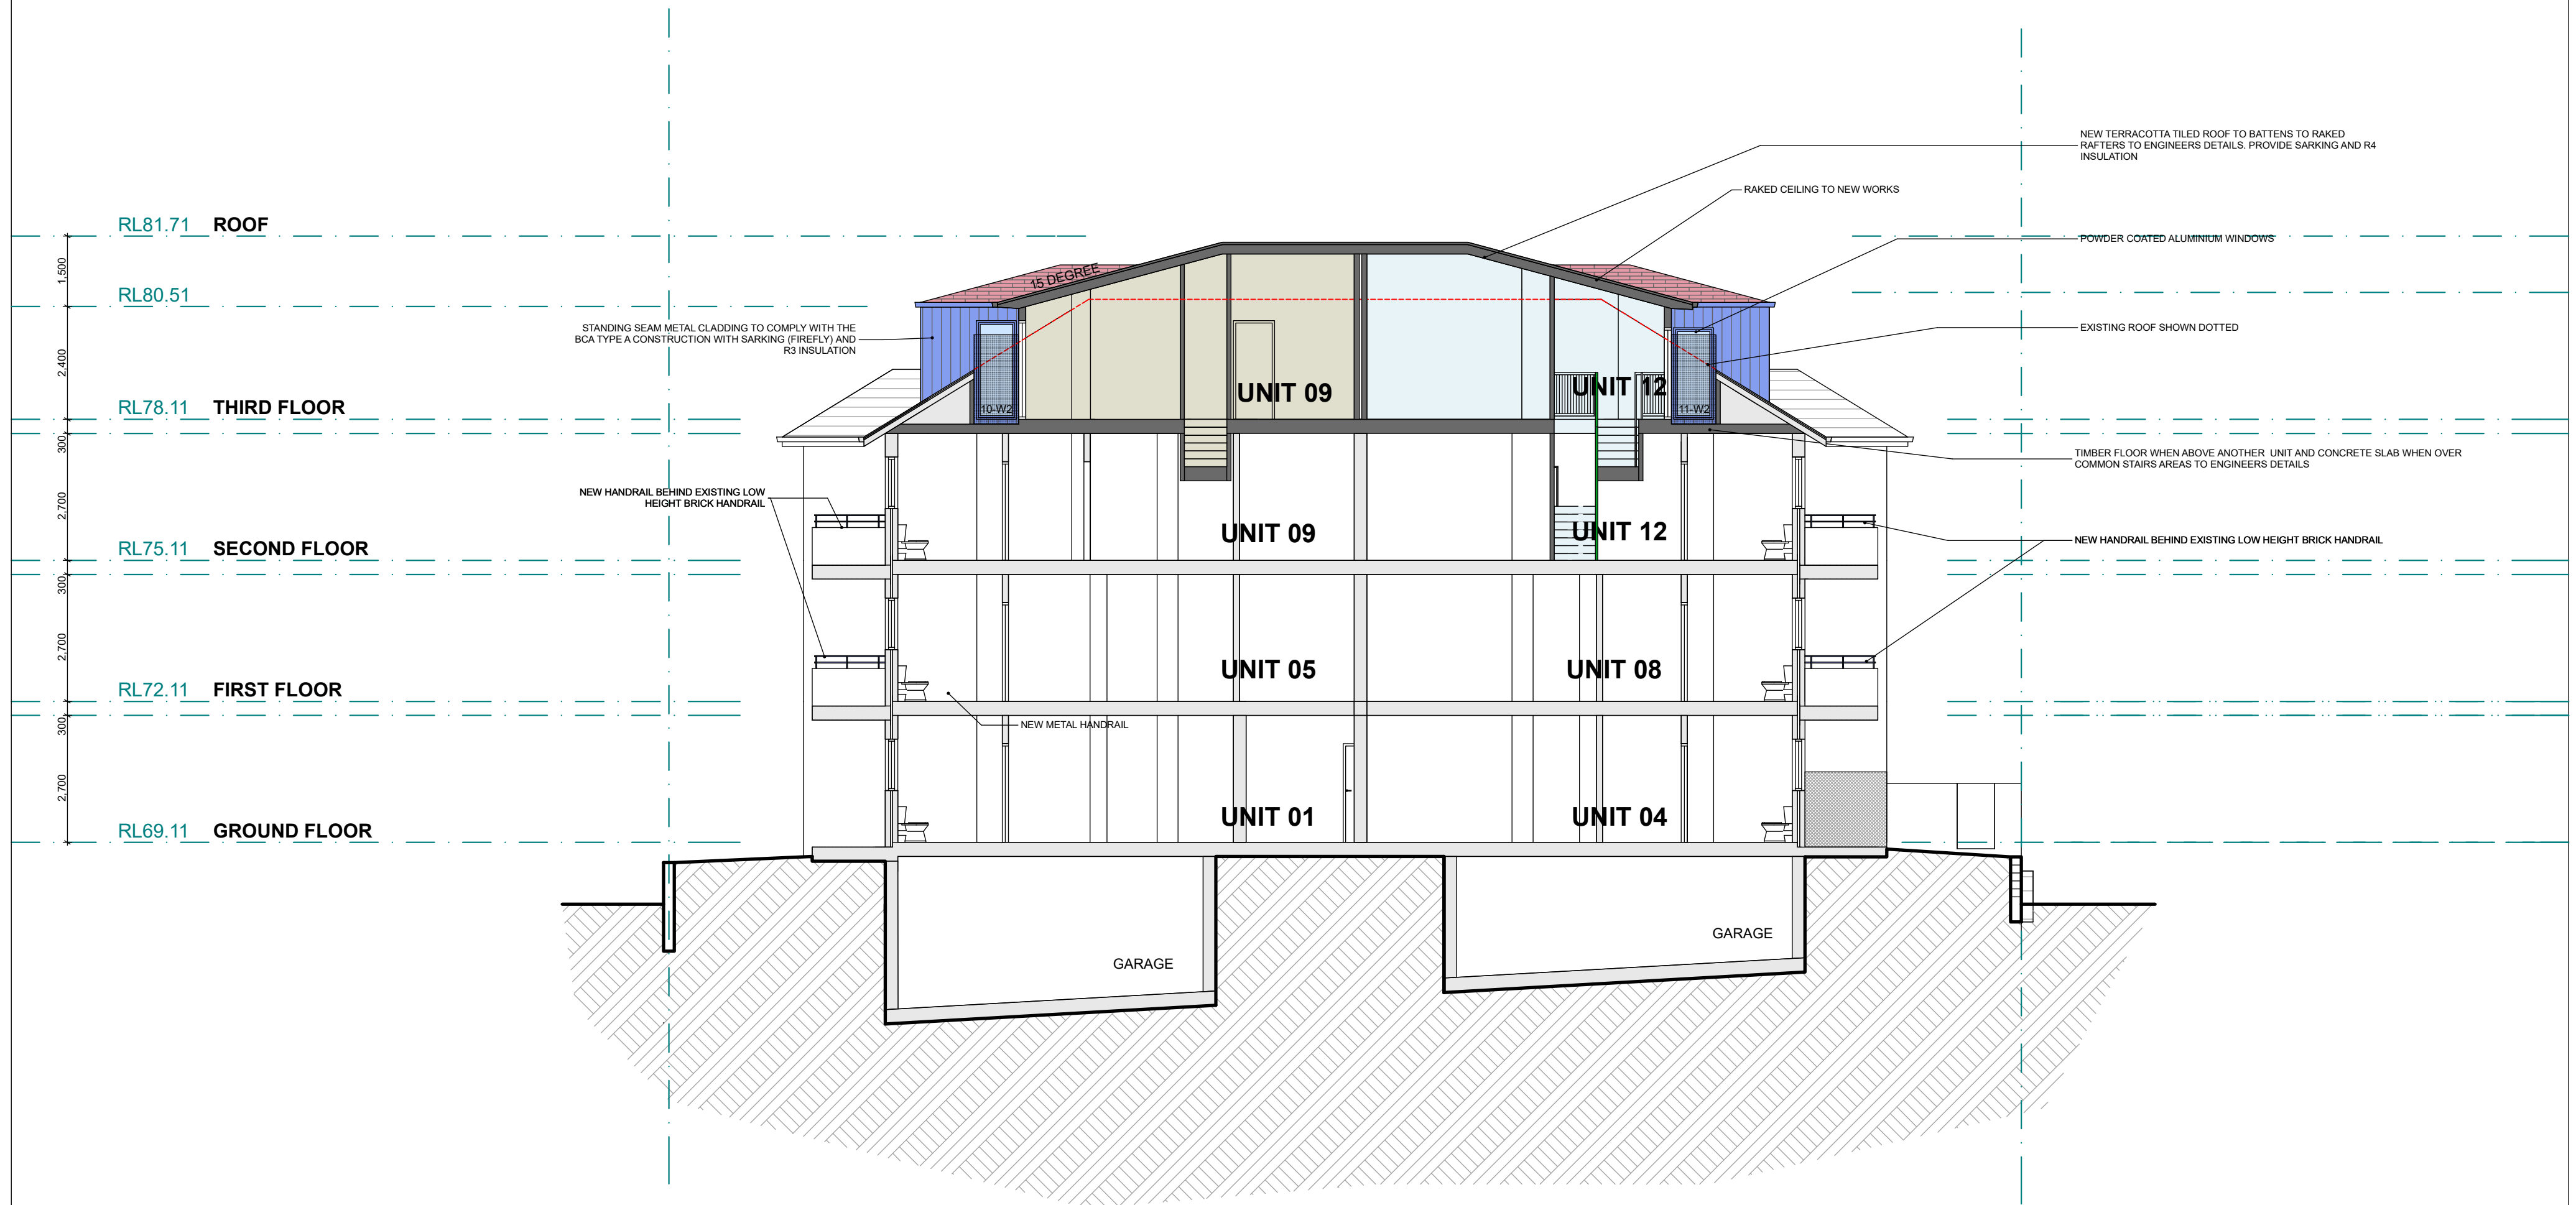 NEW TERRACOTTA TILED ROOF TO BATTENS TO RAKED
RAFTERS TO ENGINEERS DETAILS. PROVIDE SARKING AND R4
INSULATION
RAKED CEILING TO NEW WORKS
RL81.71 ROOF
POWDER COATED ALUMINIUM WINDOWS
1,500
15 DEGREE
RL80.51
STANDING SEAM METAL CLADDING TO COMPLY WITH THE
BCA TYPE A CONSTRUCTION WITH SARKING (FIREFLY) AND
R3 INSULATION
EXISTING ROOF SHOWN DOTTED
2,400
UNIT 09
UNIT 12
RL78.11 THIRD FLOOR
10-W2
11-W2
300
TIMBER FLOOR WHEN ABOVE ANOTHER UNIT AND CONCRETE SLAB WHEN OVER
COMMON STAIRS AREAS TO ENGINEERS DETAILS
NEW HANDRAIL BEHIND EXISTING LOW
HEIGHT BRICK HANDRAIL
2,700
UNIT 09
UNIT 12
NEW HANDRAIL BEHIND EXISTING LOW HEIGHT BRICK HANDRAIL
RL75.11 SECOND FLOOR
300
2,700
UNIT 05
UNIT 08
RL72.11 FIRST FLOOR
300
NEW METAL HANDRAIL
2,700
UNIT 01
UNIT 04
RL69.11 GROUND FLOOR
GARAGE
GARAGE